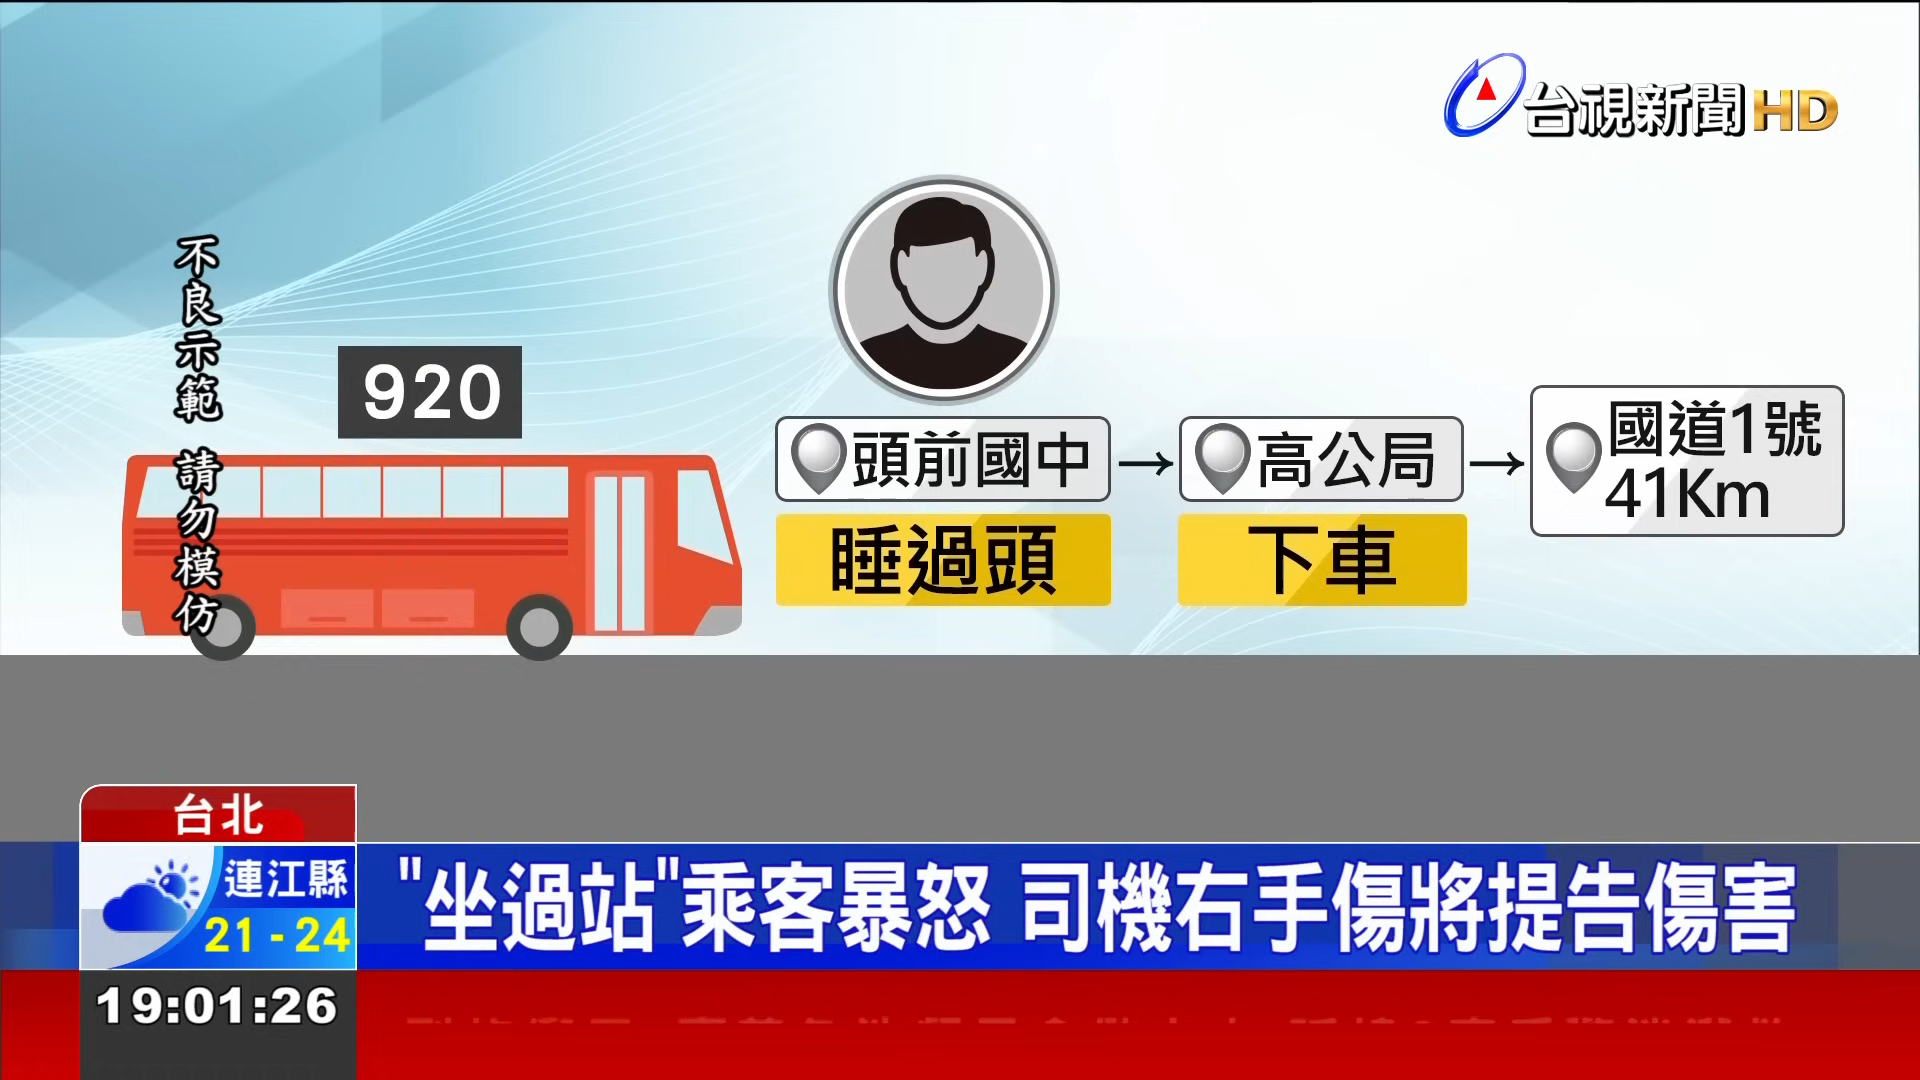 台視新聞HD
不良示範 請勿模仿
920
頭前國中→高公局→國道1號
41Km
睡過頭
下車
台北
連江縣
21 - 24
"坐過站"乘客暴怒 司機右手傷將提告傷害
19:01:26